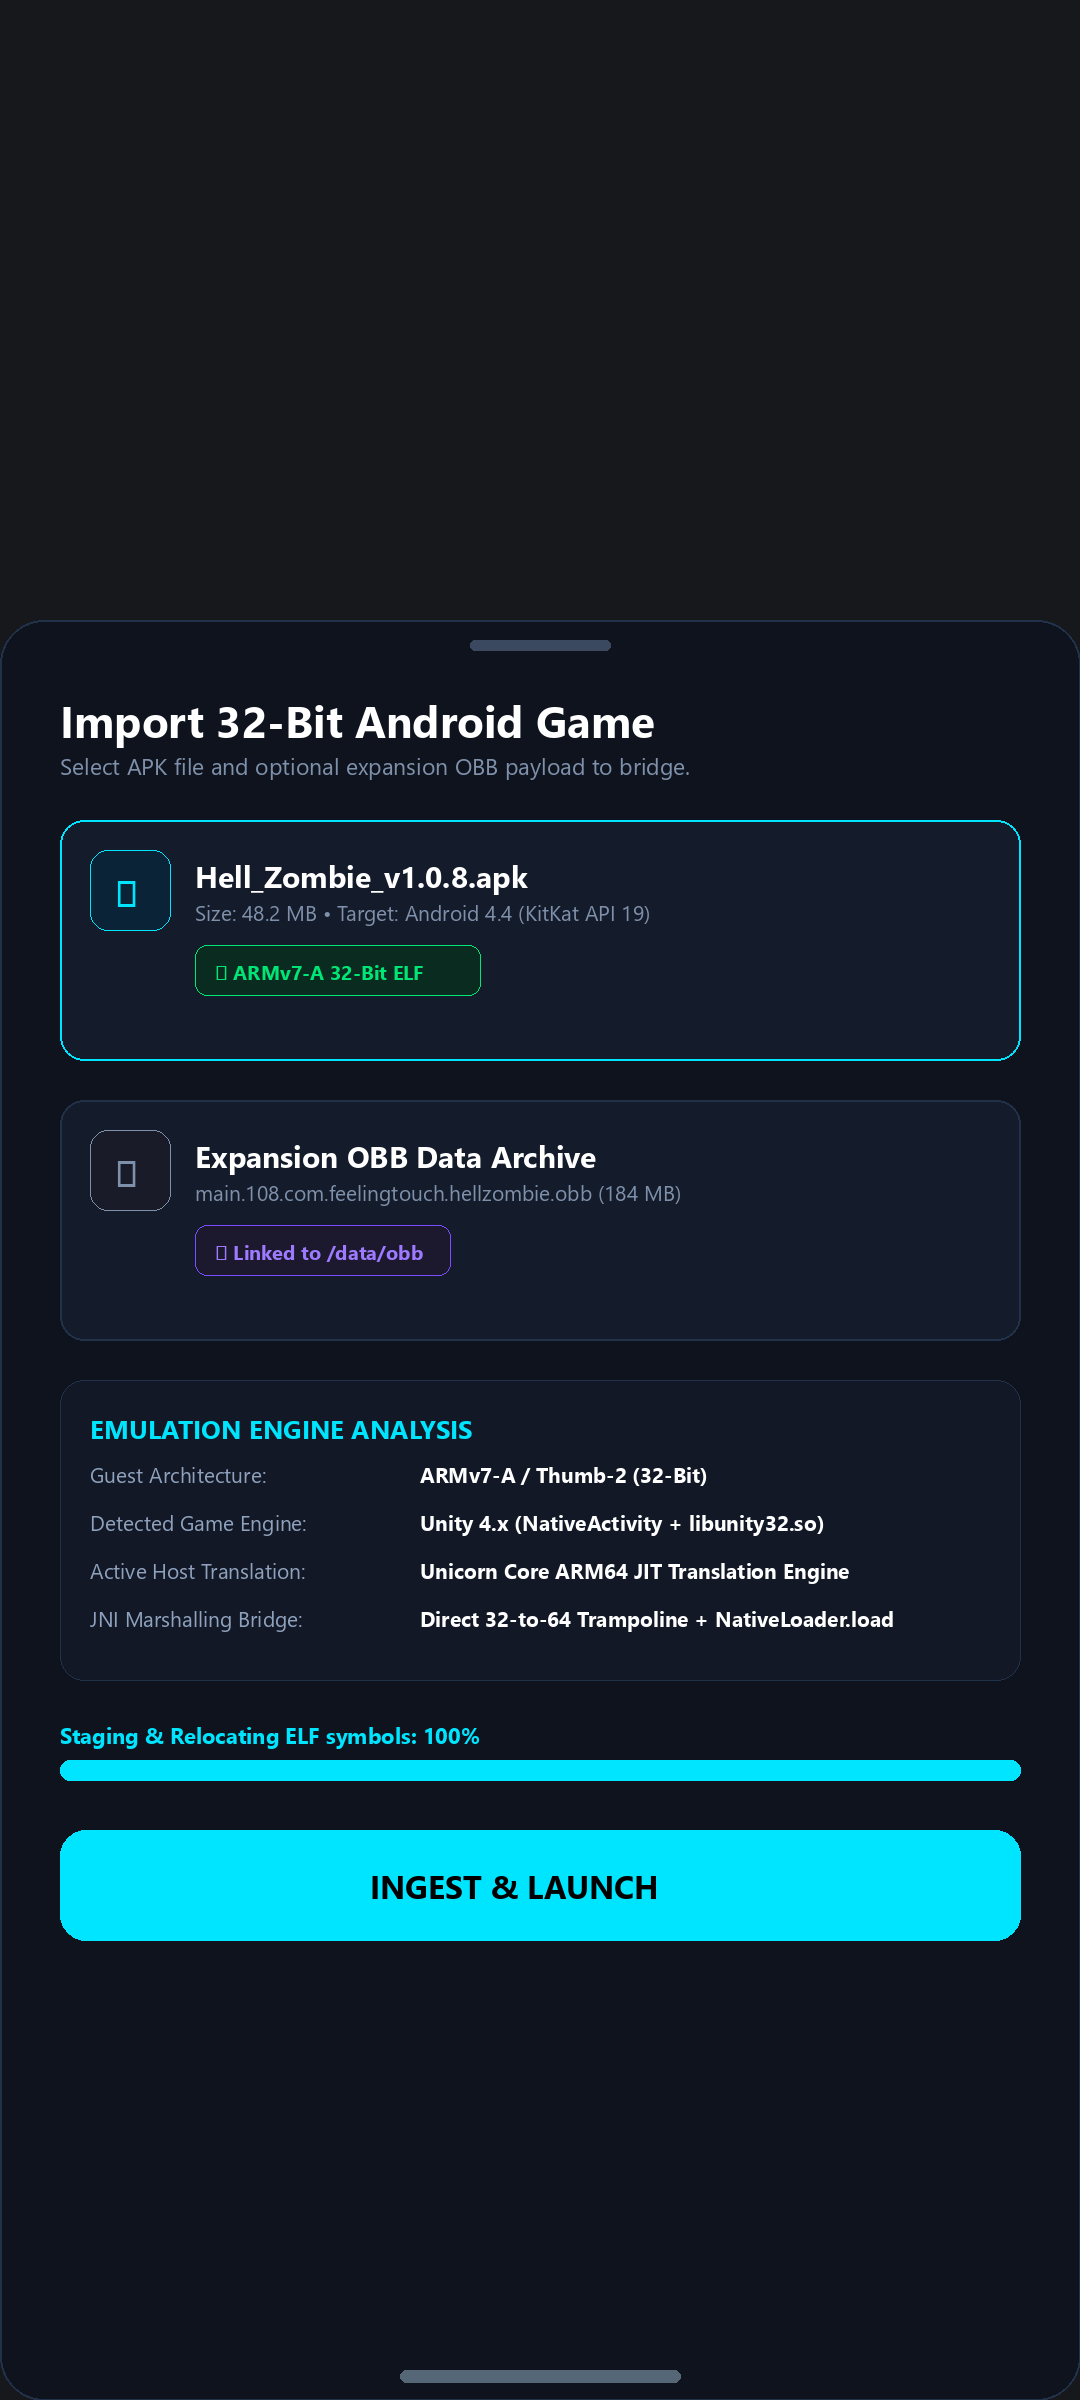 Import 32-Bit Android Game
Select APK file and optional expansion OBB payload to bridge.
Hell_Zombie_v1.0.8.apk
Size: 48.2 MB • Target: Android 4.4 (KitKat API 19)
ARMv7-A 32-Bit ELF
Expansion OBB Data Archive
main.108.com.feelingtouch.hellzombie.obb (184 MB)
Linked to /data/obb
EMULATION ENGINE ANALYSIS
Guest Architecture: ARMv7-A / Thumb-2 (32-Bit)
Detected Game Engine: Unity 4.x (NativeActivity + libunity32.so)
Active Host Translation: Unicorn Core ARM64 JIT Translation Engine
JNI Marshalling Bridge: Direct 32-to-64 Trampoline + NativeLoader.load
Staging & Relocating ELF symbols: 100%
INGEST & LAUNCH